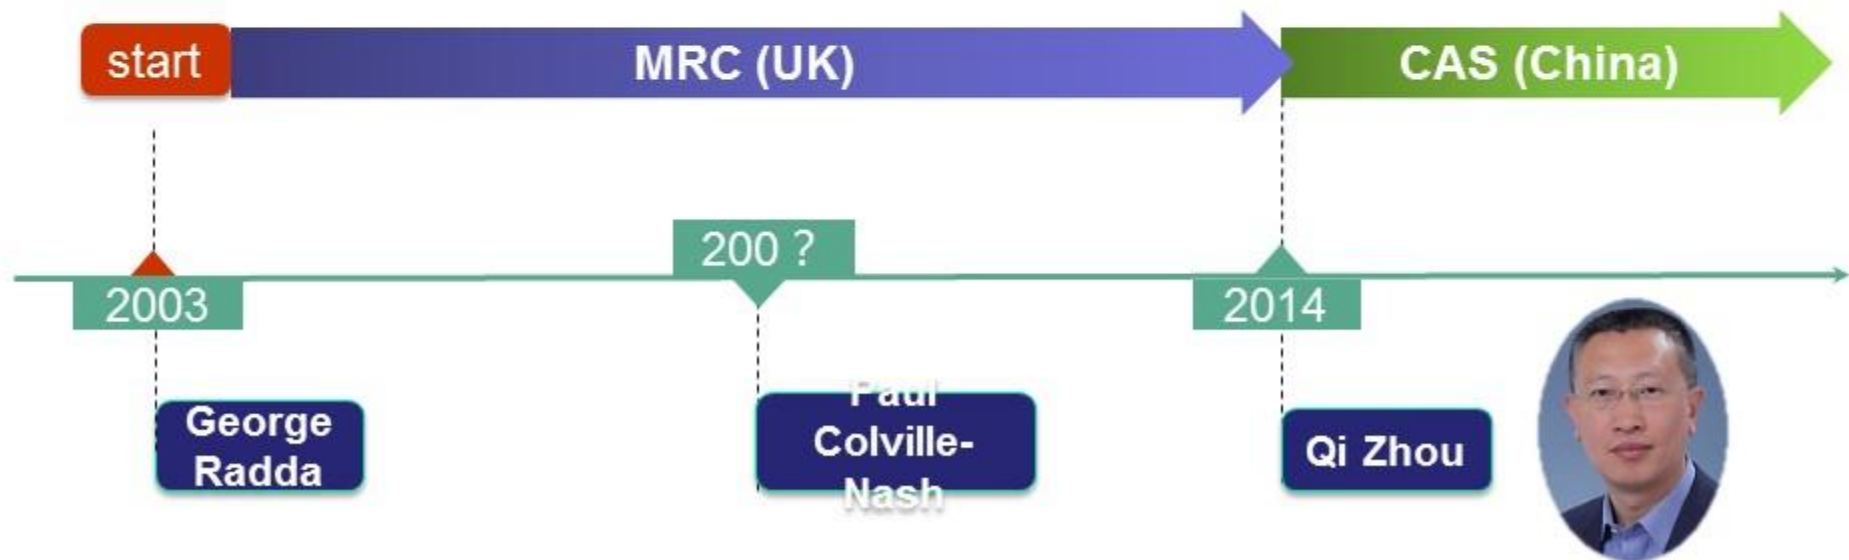 start
MRC (UK)
CAS (China)
200 ?
2003
2014
George
Radda
Paul
Colville-
Nash
Qi Zhou